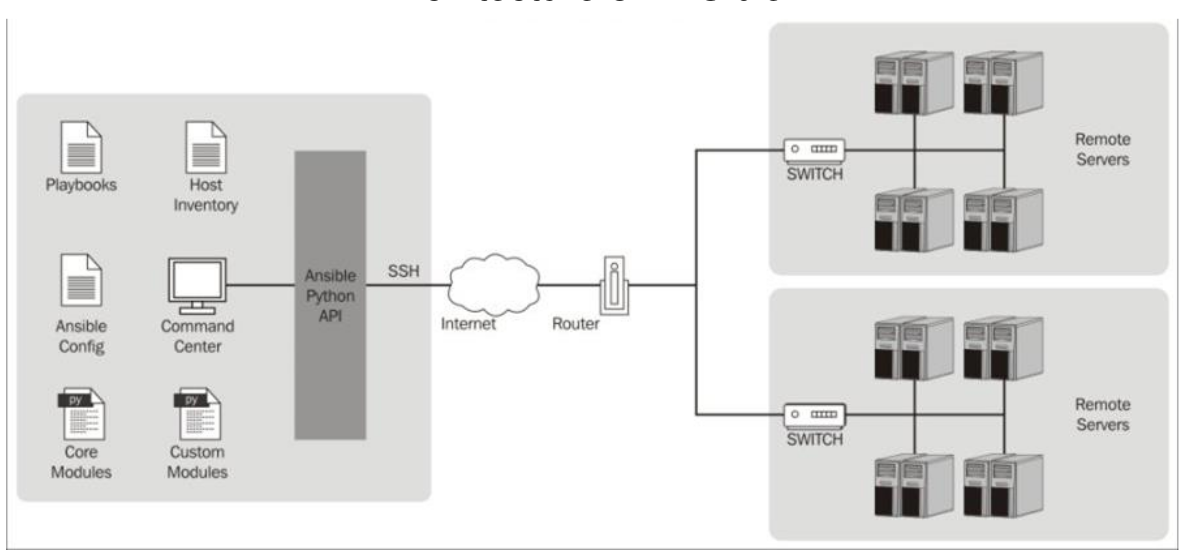 Playbooks
Host
Inventory
Ansible
Config
Command
Center
py
Core
Modules
py
Custom
Modules
Ansible
Python
API
SSH
Internet
Router
SWITCH
Remote
Servers
SWITCH
Remote
Servers